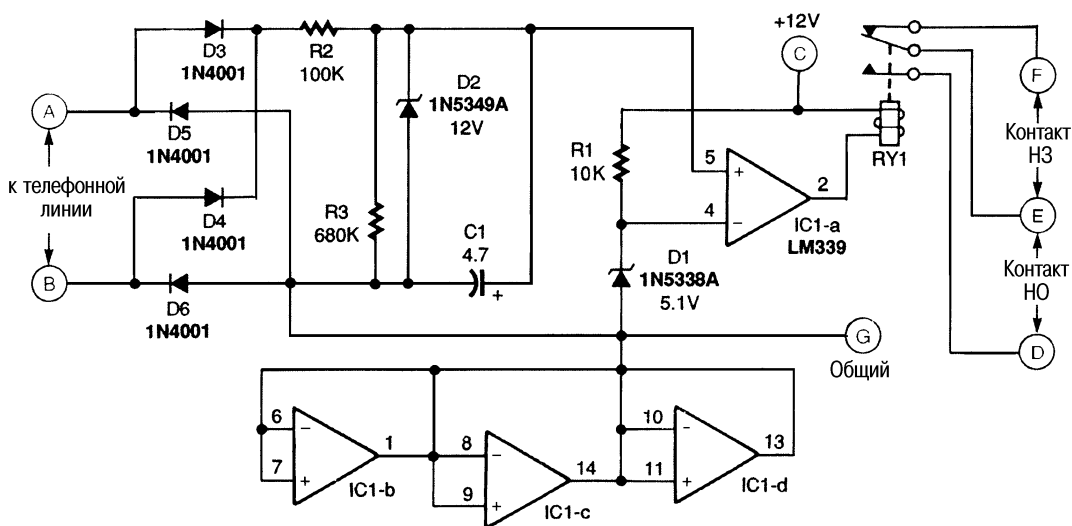 D3
1N4001
R2
100K
D2
1N5349A
12V
+12V
C
F
A
D5
1N4001
к телефонной
линии
D4
1N4001
R3
680K
C1
4.7
+
R1
10K
5
+
4
−
2
IC1-a
LM339
RY1
Контакт
НЗ
E
B
D6
1N4001
D1
1N5338A
5.1V
Контакт
НО
D
G
Общий
6
−
7
+
1
IC1-b
8
−
9
+
14
IC1-c
10
−
11
+
13
IC1-d